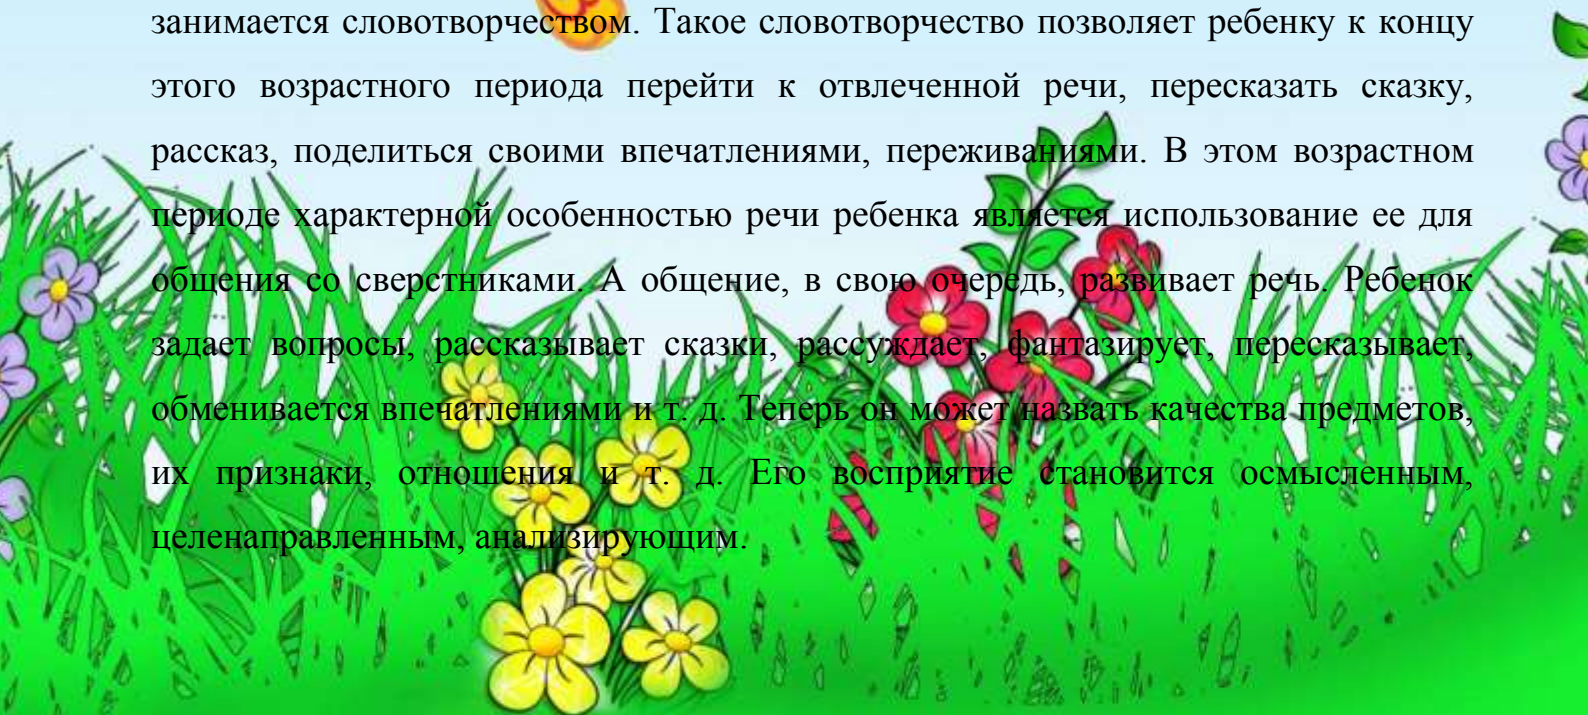 занимается словотворчеством. Такое словотворчество позволяет ребенку к концу
этого возрастного периода перейти к отвлеченной речи, пересказать сказку,
рассказ, поделиться своими впечатлениями, переживаниями. В этом возрастном
периоде характерной особенностью речи ребенка является использование ее для
общения со сверстниками. А общение, в свою очередь, развивает речь. Ребенок
задает вопросы, рассказывает сказки, рассуждает, фантазирует, пересказывает,
обменивается впечатлениями и т. д. Теперь он может назвать качества предметов,
их признаки, отношения и т. д. Его восприятие становится осмысленным,
целенаправленным, анализирующим.